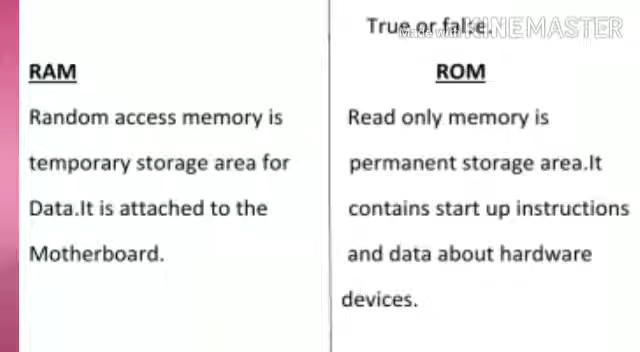 True or false.
Made with KINEMASTER
RAM
Random access memory is
temporary storage area for
Data.It is attached to the
Motherboard.
ROM
Read only memory is
permanent storage area.It
contains start up instructions
and data about hardware
devices.